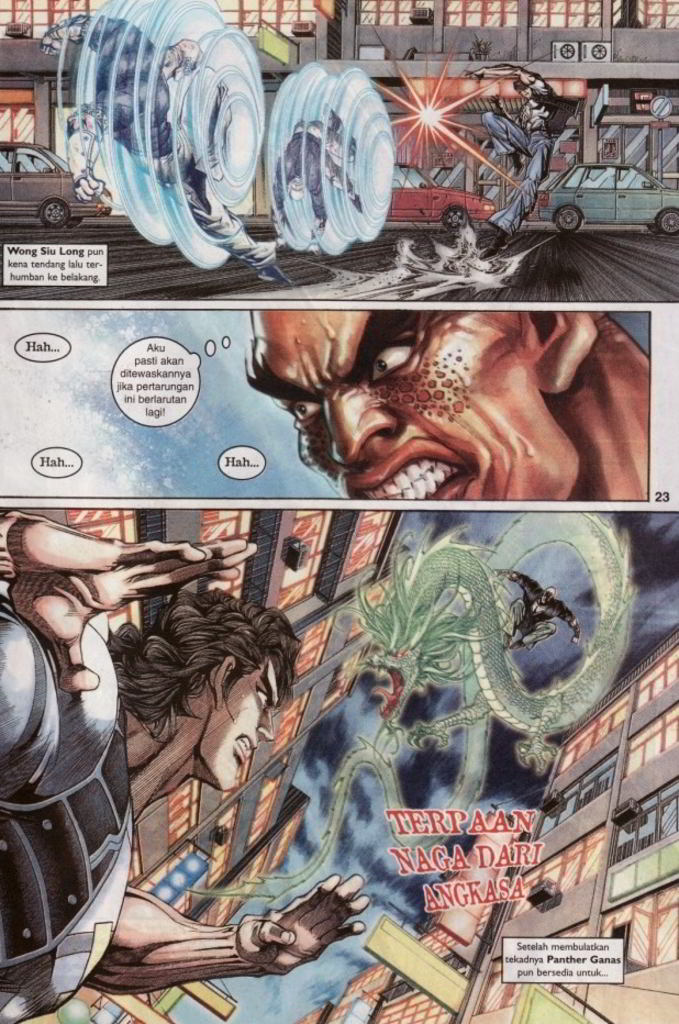 Wong Siu Long pun
kena tendang lalu ter-
humban ke belakang.
Hah...
Aku
pasti akan
ditewaskannya
jika pertarungan
ini berlarutan
lagi!
Hah...
Hah...
23
TERPAAN
NAGA DARI
ANGKASA
Setelah membulatkan
tekadnya Panther Ganas
pun bersedia untuk...